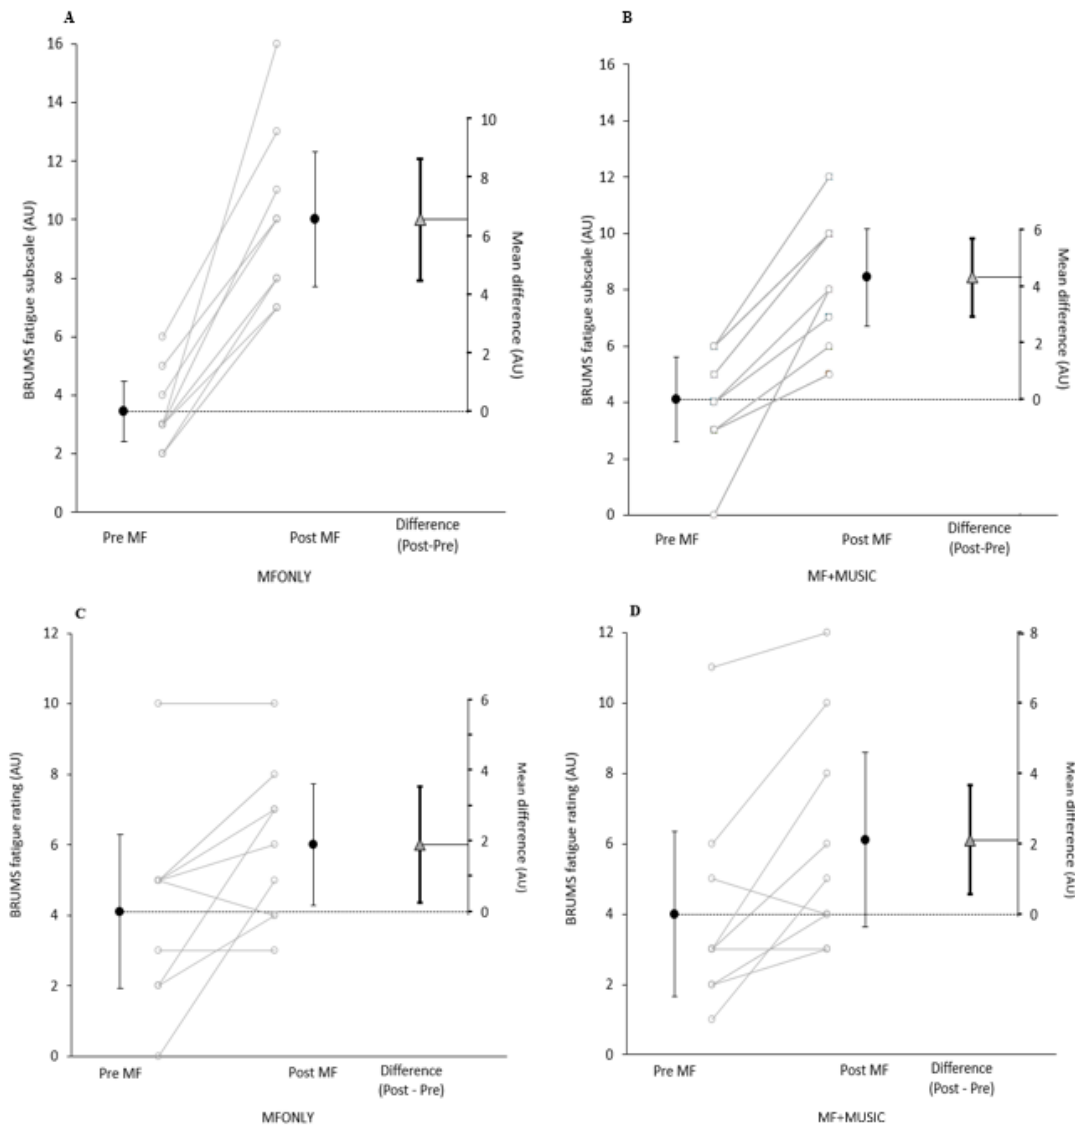 A
BRUMS fatigue subscale (AU)
16
14
12
10
8
6
4
2
0
10
8
6
4
2
0
Mean difference (AU)
Pre MF
Post MF
Difference
(Post-Pre)
MFONLY
B
BRUMS fatigue subscale (AU)
16
14
12
10
8
6
4
2
0
6
4
2
0
Mean difference (AU)
Pre MF
Post MF
Difference
(Post-Pre)
MF+MUSIC
C
BRUMS fatigue rating (AU)
12
10
8
6
4
2
0
6
4
2
0
Mean difference (AU)
Pre MF
Post MF
Difference
(Post - Pre)
MFONLY
D
BRUMS fatigue rating (AU)
12
10
8
6
4
2
0
8
6
4
2
0
Mean difference (AU)
Pre MF
Post MF
Difference
(Post - Pre)
MF+MUSIC